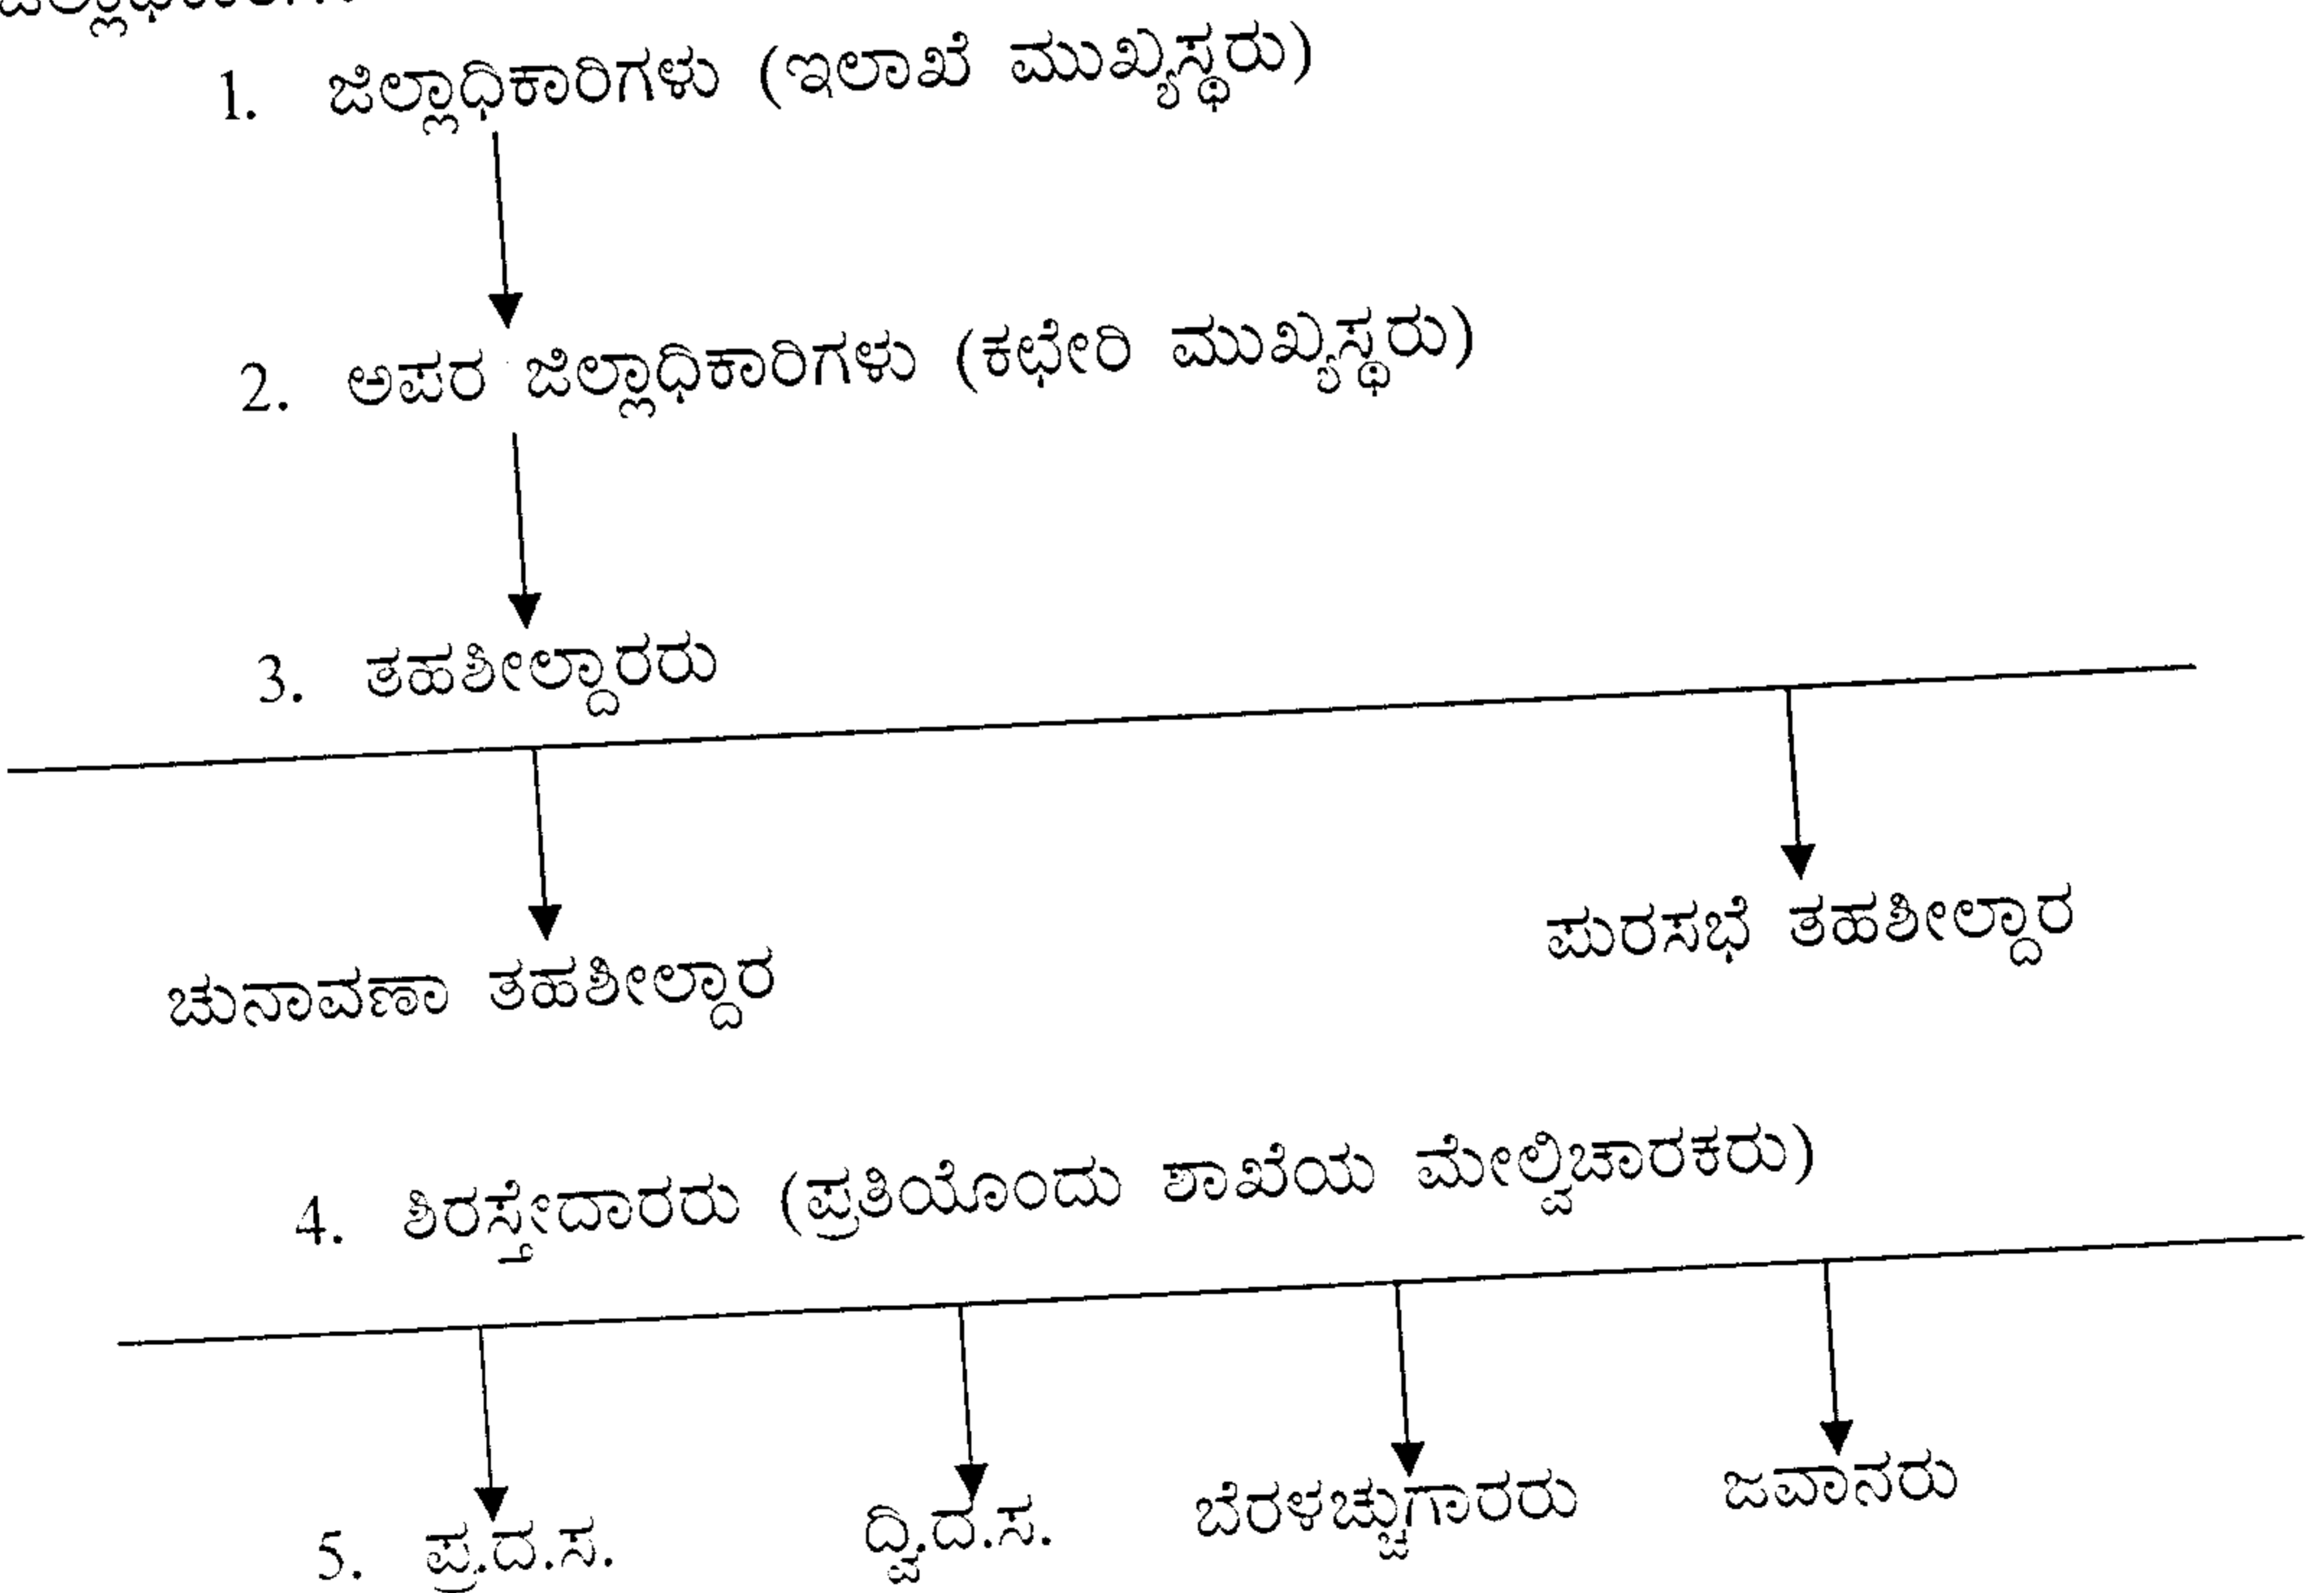 1. ಜಿಲ್ಲಾಧಿಕಾರಿಗಳು (ಇಲಾಖೆ ಮುಖ್ಯಸ್ಥರು)
2. ಅಪರ ಜಿಲ್ಲಾಧಿಕಾರಿಗಳು (ಕಛೇರಿ ಮುಖ್ಯಸ್ಥರು)
3. ತಹಶೀಲ್ದಾರರು
ಚುನಾವಣಾ ತಹಶೀಲ್ದಾರ ಪುರಸಭೆ ತಹಶೀಲ್ದಾರ
4. ಶಿರಸ್ತೇದಾರರು (ಪ್ರತಿಯೊಂದು ಶಾಖೆಯ ಮೇಲ್ವಿಚಾರಕರು)
5. ಪ್ರ.ದ.ಸ. ದ್ವಿ.ದ.ಸ. ಬೆರಳಚ್ಚುಗಾರರು ಜವಾನರು